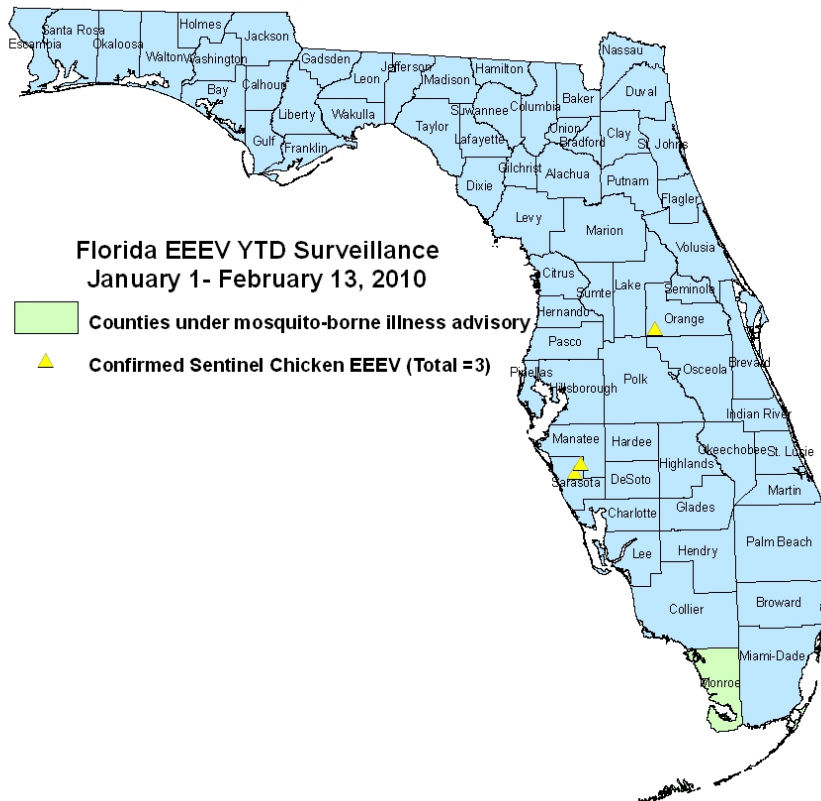 Holmes
Jackson
Santa Rosa
Escambia
Okaloosa
Walton
Washington
Gadsden
Jefferson
Hamilton
Nassau
Bay
Calhoun
Leon
Madison
Columbia
Baker
Duval
Liberty
Wakulla
Suwannee
Taylor
Union
Bradford
Clay
St. Johns
Gulf
Franklin
Lafayette
Gilchrist
Alachua
Putnam
Dixie
Flagler
Levy
Marion
Volusia
Florida EEEV YTD Surveillance
January 1- February 13, 2010
Citrus
Sumter
Lake
Seminole
Counties under mosquito-borne illness advisory
Hernando
Orange
Confirmed Sentinel Chicken EEEV (Total =3)
Pasco
Brevard
Pinellas
Hillsborough
Polk
Osceola
Indian River
Manatee
Hardee
Okeechobee
St. Lucie
Highlands
Sarasota
DeSoto
Martin
Charlotte
Glades
Lee
Hendry
Palm Beach
Collier
Broward
Miami-Dade
Monroe